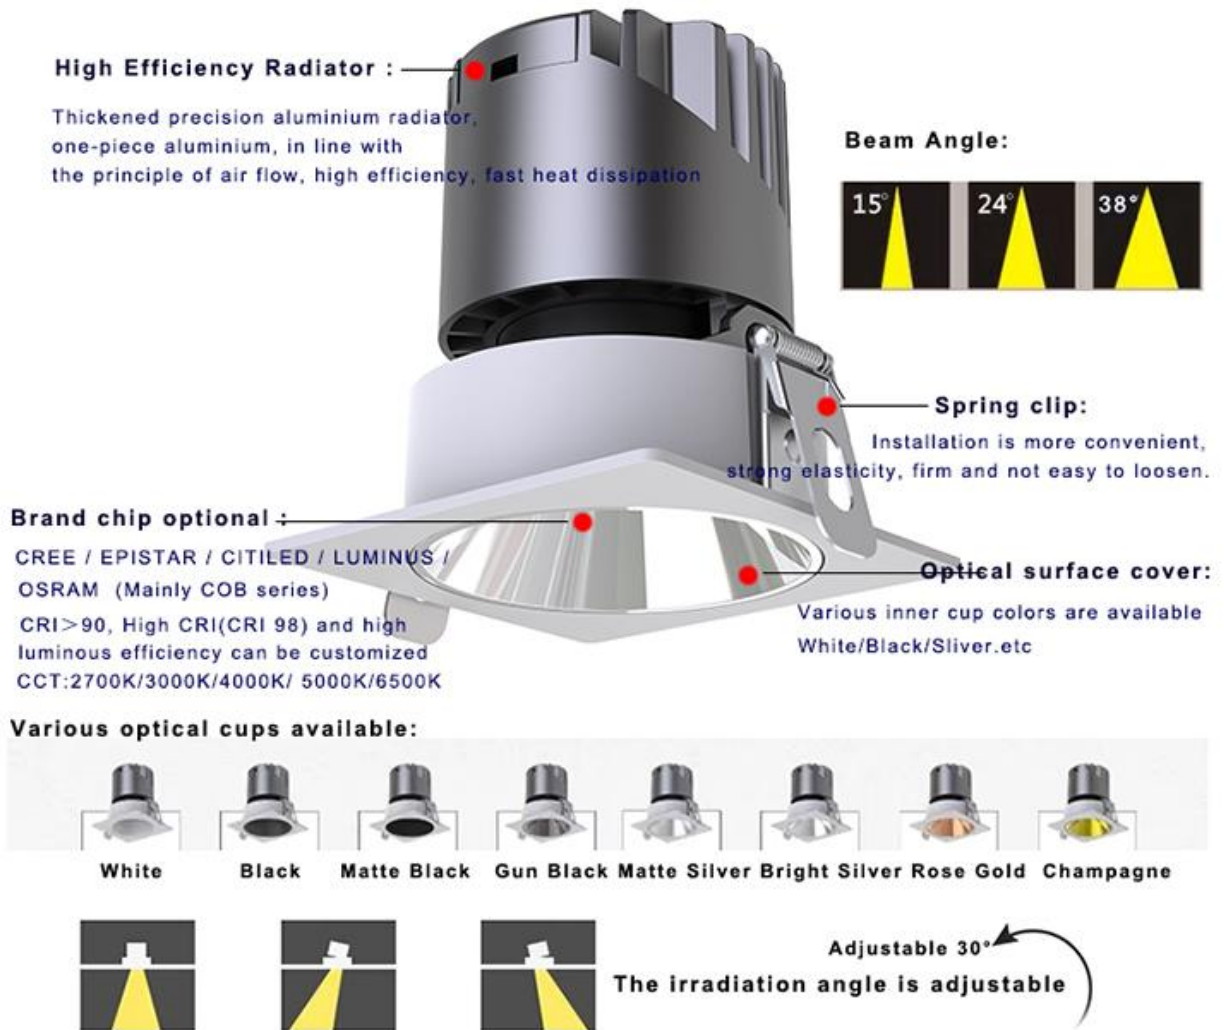 High Efficiency Radiator :
Thickened precision aluminium radiator,
one-piece aluminium, in line with
the principle of air flow, high efficiency, fast heat dissipation
Beam Angle:
15° 24° 38°
Spring clip:
Installation is more convenient,
strong elasticity, firm and not easy to loosen.
Brand chip optional :
CREE / EPISTAR / CITILED / LUMINUS /
OSRAM (Mainly COB series)
CRI＞90, High CRI(CRI 98) and high
luminous efficiency can be customized
CCT:2700K/3000K/4000K/ 5000K/6500K
Optical surface cover:
Various inner cup colors are available
White/Black/Sliver.etc
Various optical cups available:
White Black Matte Black Gun Black Matte Silver Bright Silver Rose Gold Champagne
Adjustable 30°
The irradiation angle is adjustable